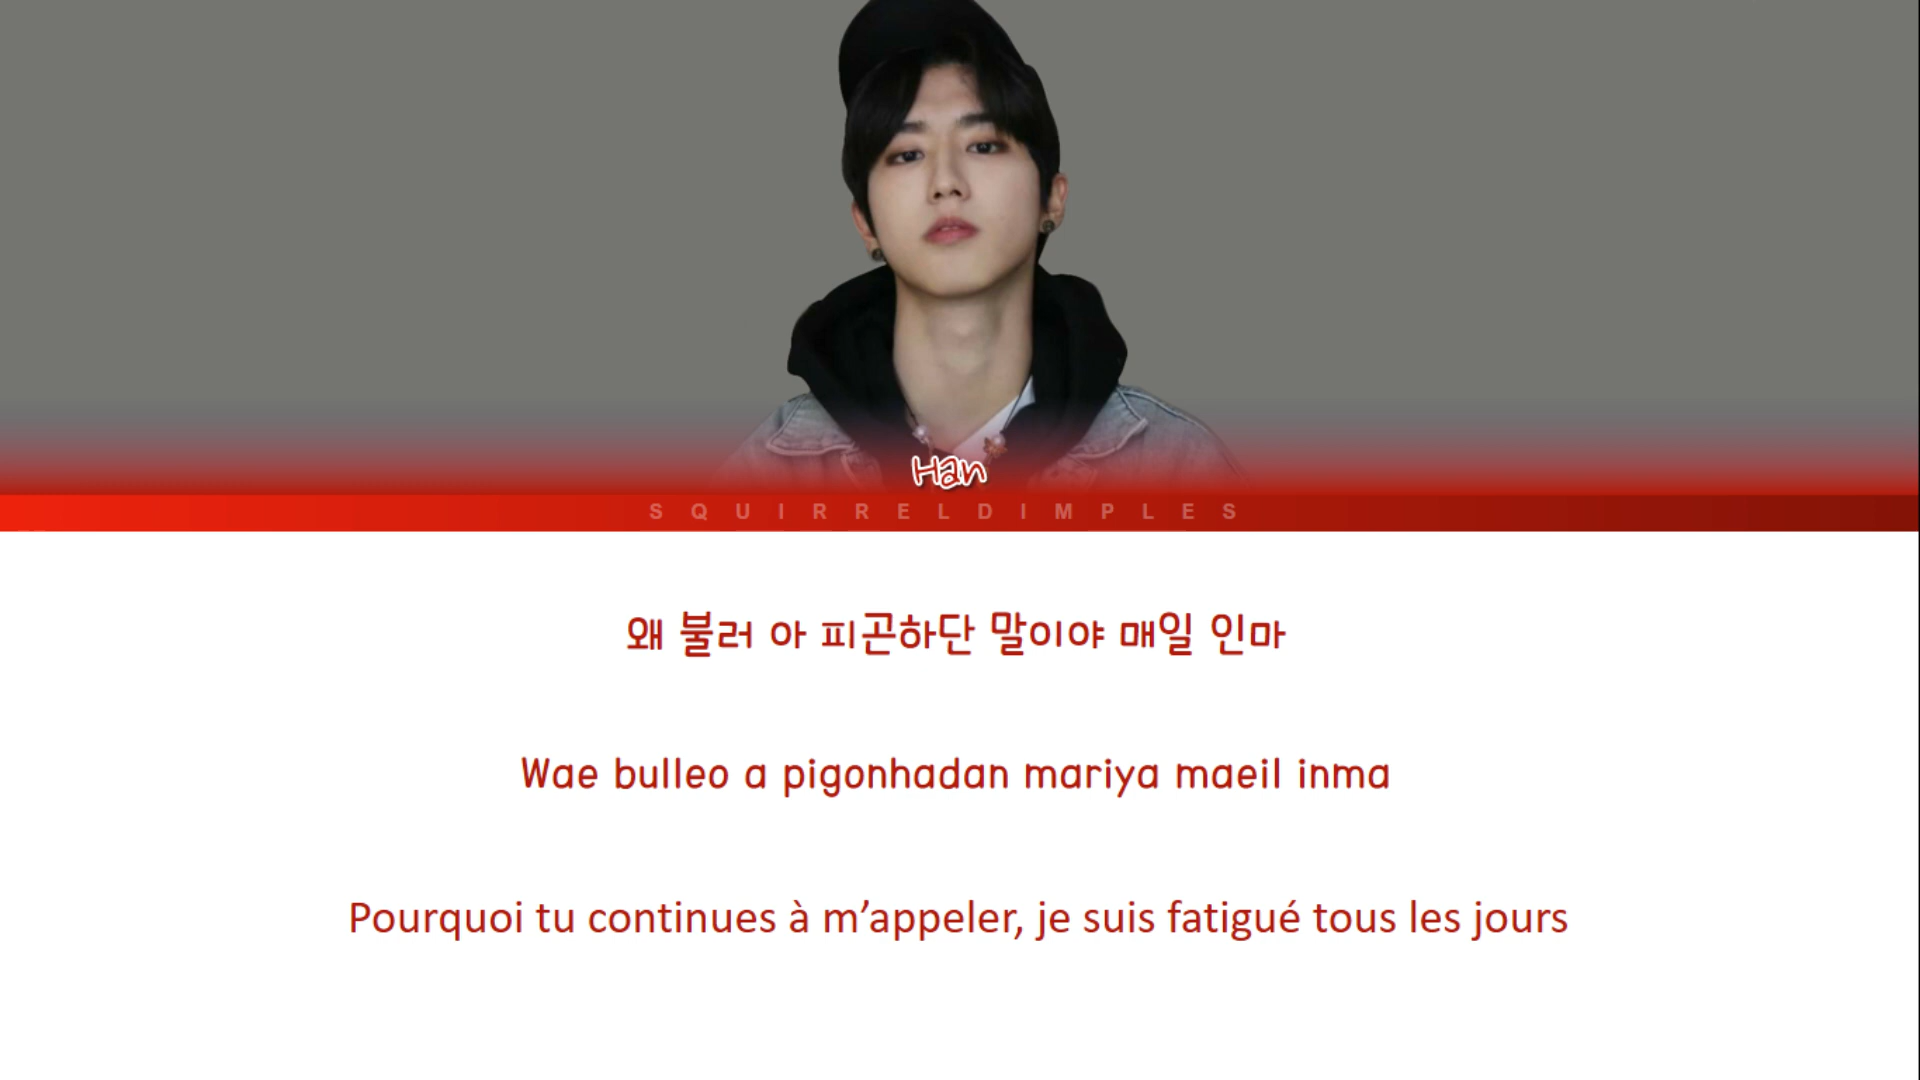 Han
SQUIRRELDIMPLES
왜 불러 아 피곤하단 말이야 매일 인마
Wae bulleo a pigonhadan mariya maeil inma
Pourquoi tu continues à m’appeler, je suis fatigué tous les jours